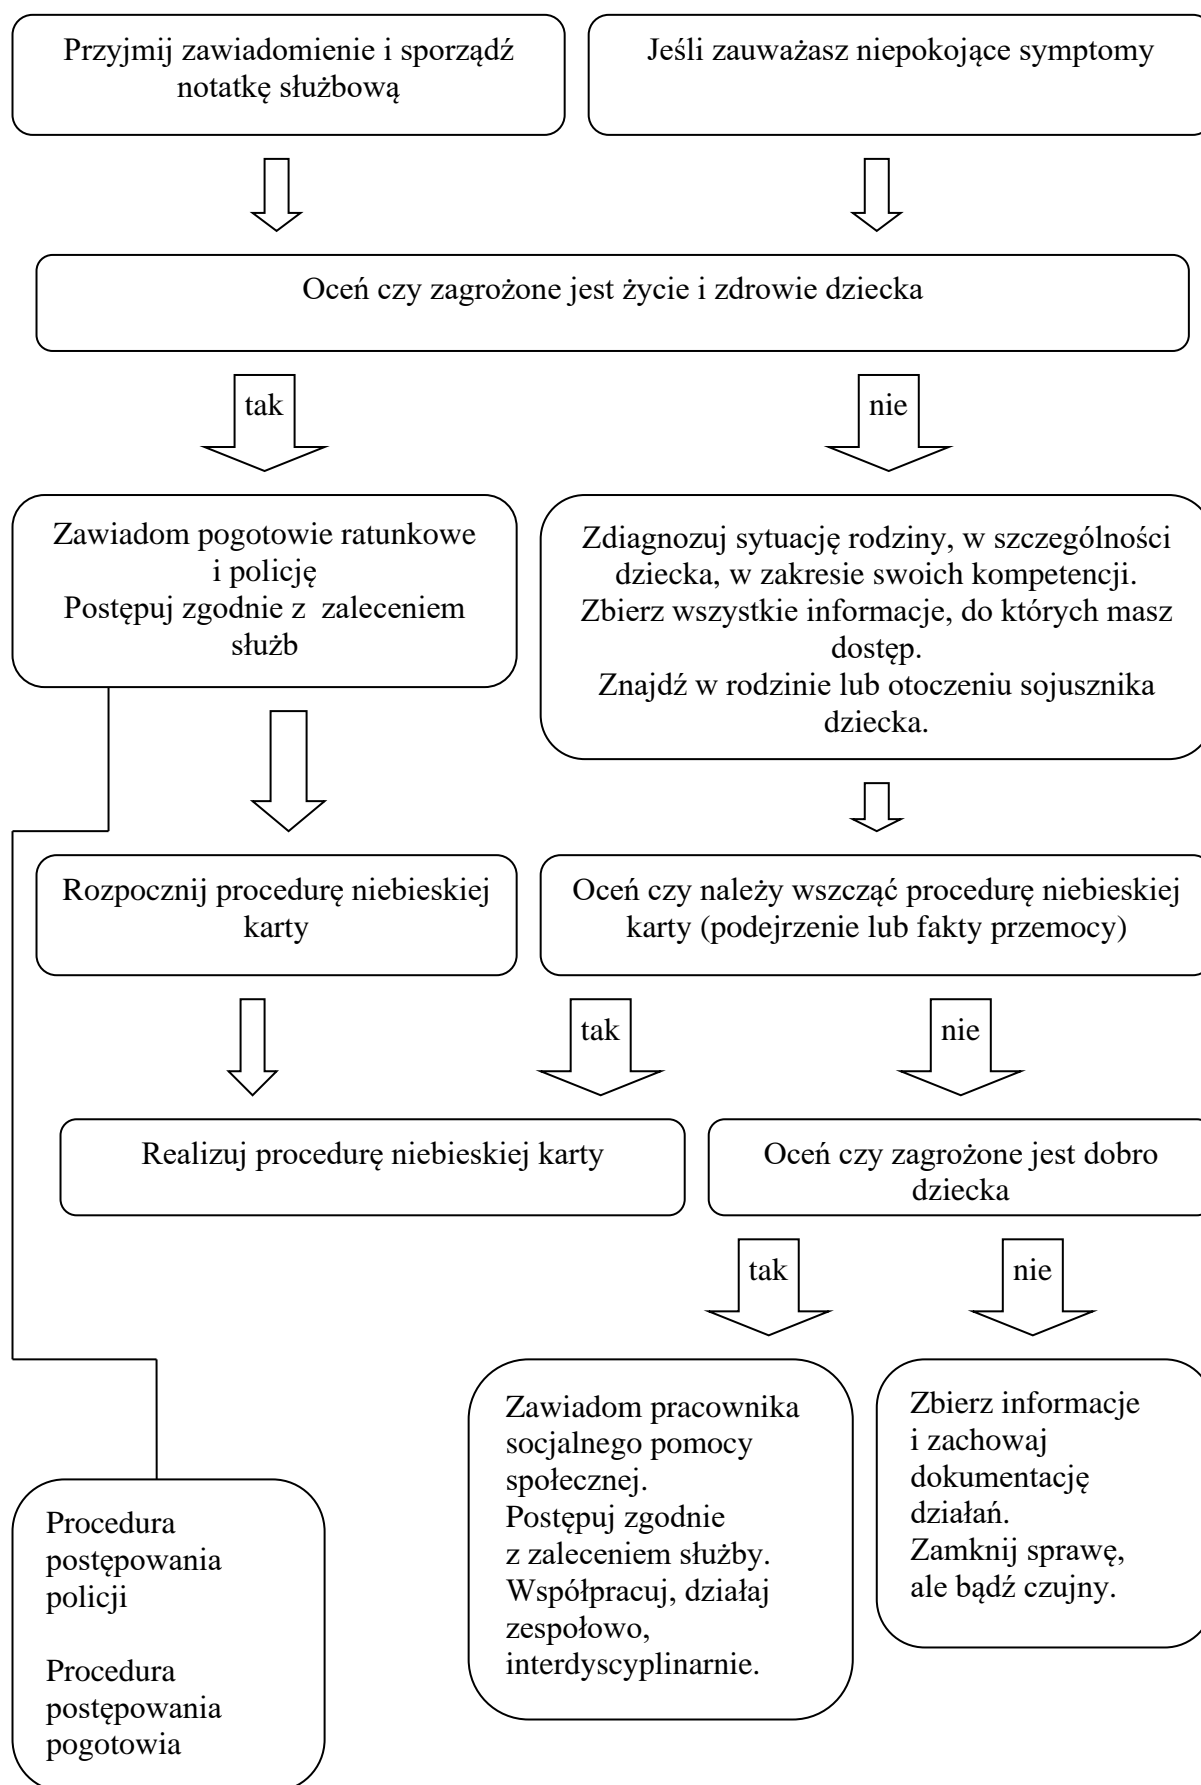 Przyjmij zawiadomienie i sporządź
notatkę służbową
Jeśli zauważasz niepokojące symptomy
Oceń czy zagrożone jest życie i zdrowie dziecka
tak
nie
Zawiadom pogotowie ratunkowe
i policję
Postępuj zgodnie z zaleceniem
służb
Zdiagnozuj sytuację rodziny, w szczególności
dziecka, w zakresie swoich kompetencji.
Zbierz wszystkie informacje, do których masz
dostęp.
Znajdź w rodzinie lub otoczeniu sojusznika
dziecka.
Rozpocznij procedurę niebieskiej
karty
Oceń czy należy wszcząć procedurę niebieskiej
karty (podejrzenie lub fakty przemocy)
tak
nie
Realizuj procedurę niebieskiej karty
Oceń czy zagrożone jest dobro
dziecka
tak
nie
Zawiadom pracownika
socjalnego pomocy
społecznej.
Postępuj zgodnie
z zaleceniem służby.
Współpracuj, działaj
zespołowo,
interdyscyplinarnie.
Zbierz informacje
i zachowaj
dokumentację
działań.
Zamknij sprawę,
ale bądź czujny.
Procedura
postępowania
policji
Procedura
postępowania
pogotowia